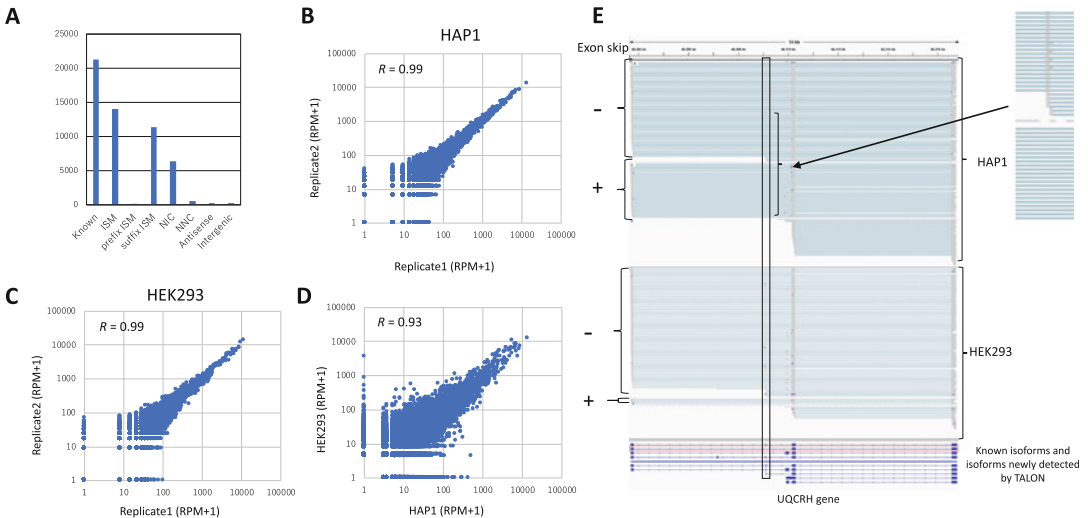 A
25000
20000
15000
10000
5000
0
Known
ISM
prefix ISM
suffix ISM
NIC
NNC
Antisense
Intergenic
B
HAP1
R = 0.99
Replicate2 (RPM+1)
100000
10000
1000
100
10
1
1 10 100 1000 10000 100000
Replicate1 (RPM+1)
C
HEK293
R = 0.99
Replicate2 (RPM+1)
100000
10000
1000
100
10
1
1 10 100 1000 10000 100000
Replicate1 (RPM+1)
D
R = 0.93
HEK293 (RPM+1)
100000
10000
1000
100
10
1
1 10 100 1000 10000 100000
HAP1 (RPM+1)
E
Exon skip
-
+
HAP1
-
+
HEK293
Known isoforms and
isoforms newly detected
by TALON
UQCRH gene